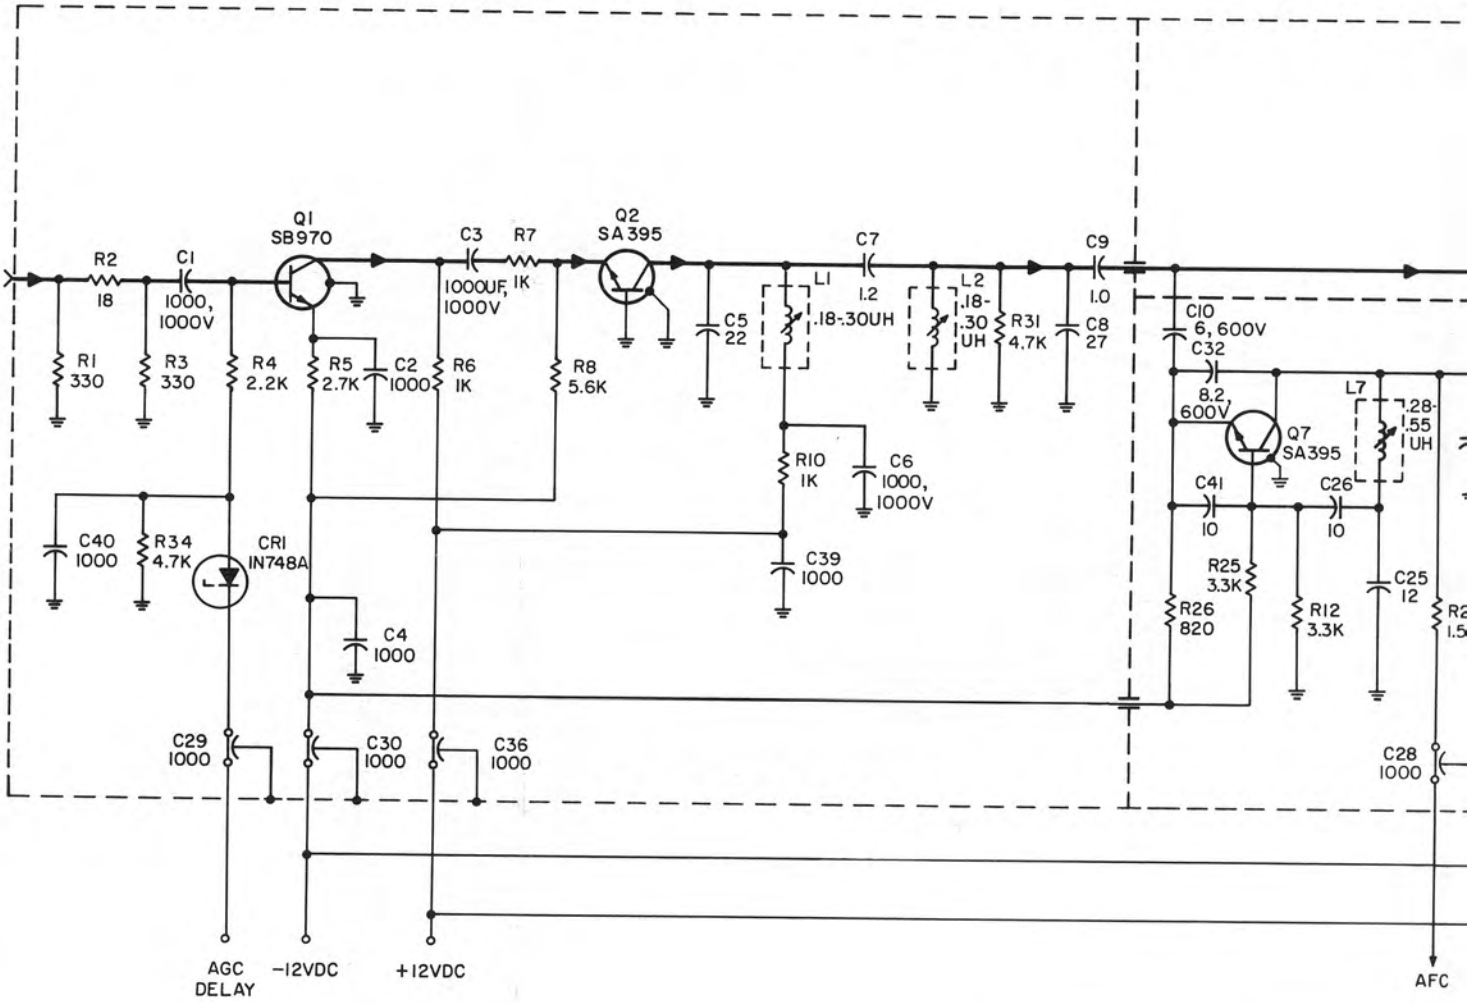 Q1
SB970
C3
R7
Q2
SA395
C7
C9
R2
18
C1
1000,
1000V
1000UF,
1000V
1K
1.2
1.0
L1
.18-.30UH
L2
.18-
.30
UH
R31
4.7K
C8
27
C5
22
C10
6, 600V
C32
8.2,
600V
R1
330
R3
330
R4
2.2K
R5
2.7K
C2
1000
R6
1K
R8
5.6K
L7
.28-
.55
UH
Q7
SA395
R10
1K
C6
1000,
1000V
C41
10
C26
10
C40
1000
R34
4.7K
CR1
1N748A
C39
1000
R25
3.3K
C25
12
R26
820
R12
3.3K
R2
1.5
C4
1000
C29
1000
C30
1000
C36
1000
C28
1000
AGC
DELAY
-12VDC
+12VDC
AFC